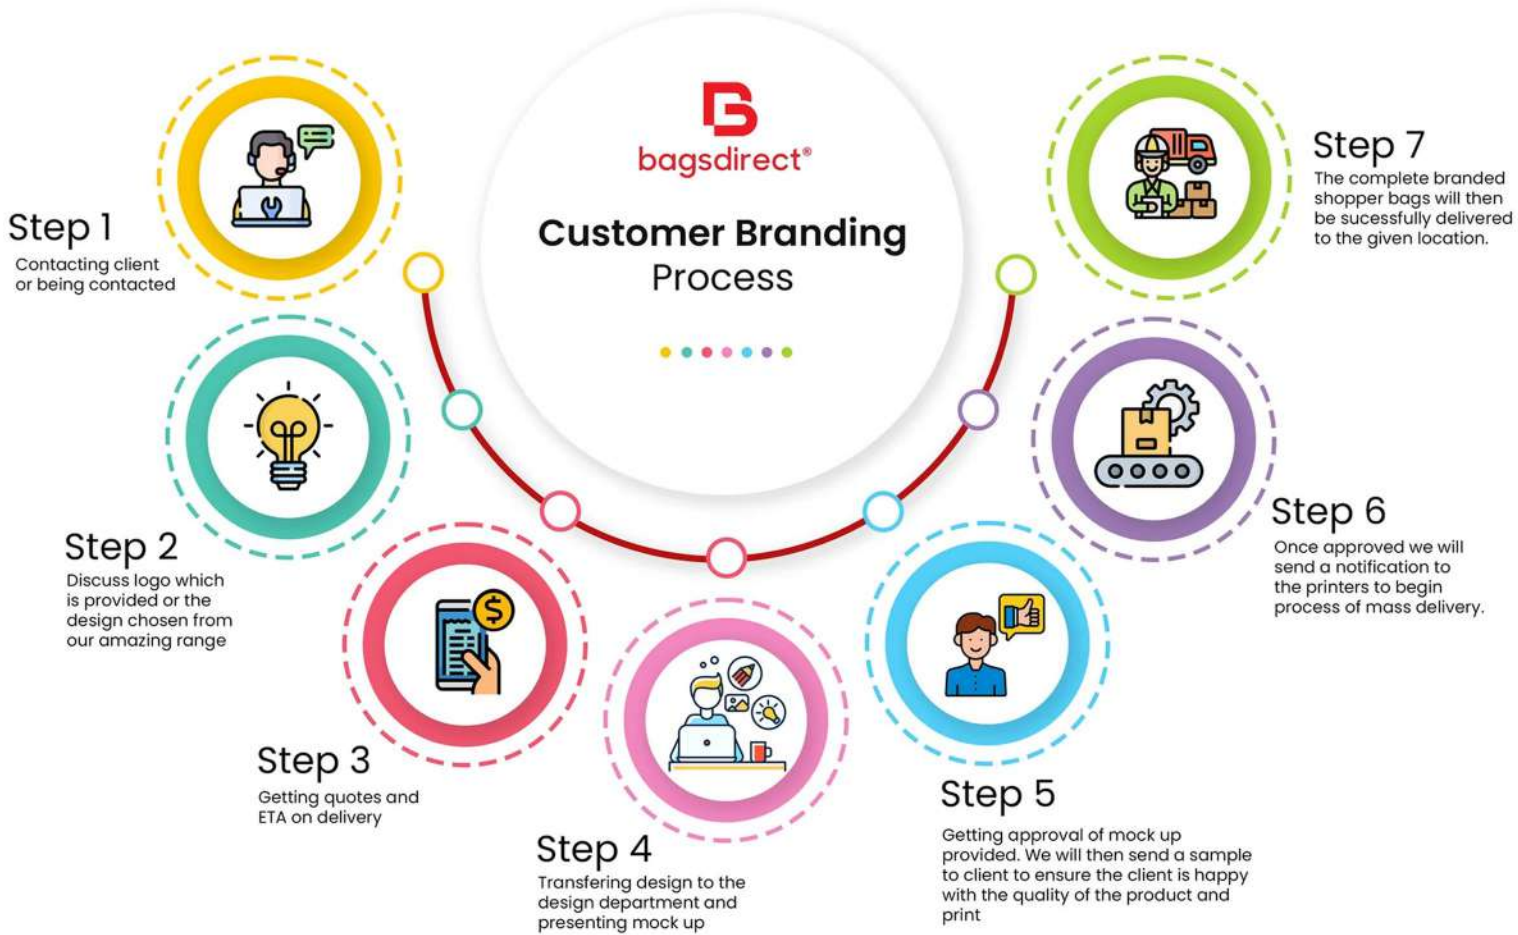 bagsdirect®
Customer Branding
Process
Step 1
Contacting client
or being contacted
Step 2
Discuss logo which
is provided or the
design chosen from
our amazing range
Step 3
Getting quotes and
ETA on delivery
Step 4
Transfering design to the
design department and
presenting mock up
Step 5
Getting approval of mock up
provided. We will then send a sample
to client to ensure the client is happy
with the quality of the product and
print
Step 6
Once approved we will
send a notification to
the printers to begin
process of mass delivery.
Step 7
The complete branded
shopper bags will then
be sucessfully delivered
to the given location.